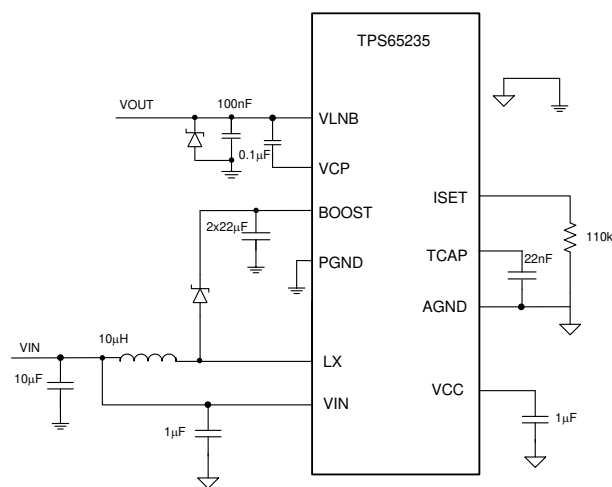 TPS65235
VOUT
100nF
VLNB
0.1μF
VCP
ISET
BOOST
2x22μF
110k
TCAP
22nF
PGND
AGND
10μH
VIN
LX
10μF
VCC
VIN
1μF
1μF